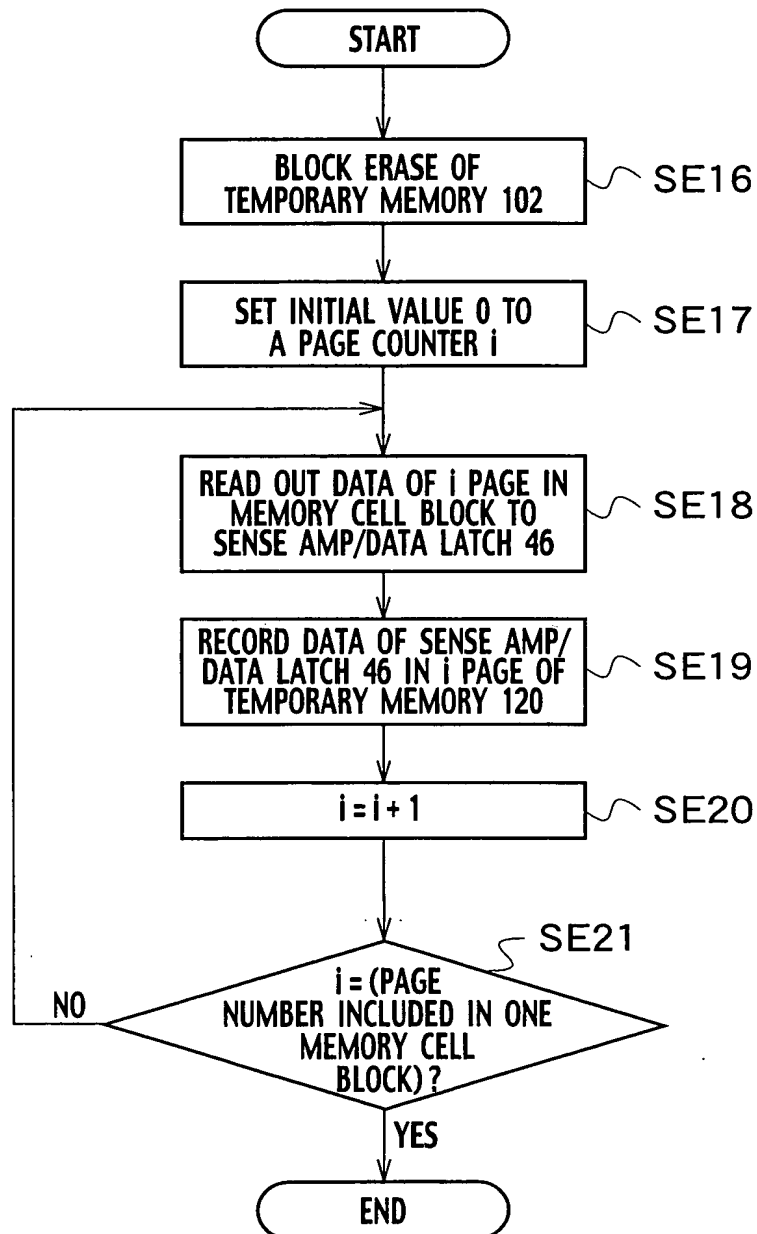 START
BLOCK ERASE OF
TEMPORARY MEMORY 102
SE16
SET INITIAL VALUE 0 TO
A PAGE COUNTER i
SE17
READ OUT DATA OF i PAGE IN
MEMORY CELL BLOCK TO
SENSE AMP/DATA LATCH 46
SE18
RECORD DATA OF SENSE AMP/
DATA LATCH 46 IN i PAGE OF
TEMPORARY MEMORY 120
SE19
i = i + 1
SE20
SE21
i = (PAGE
NUMBER INCLUDED IN ONE
MEMORY CELL
BLOCK) ?
NO
YES
END